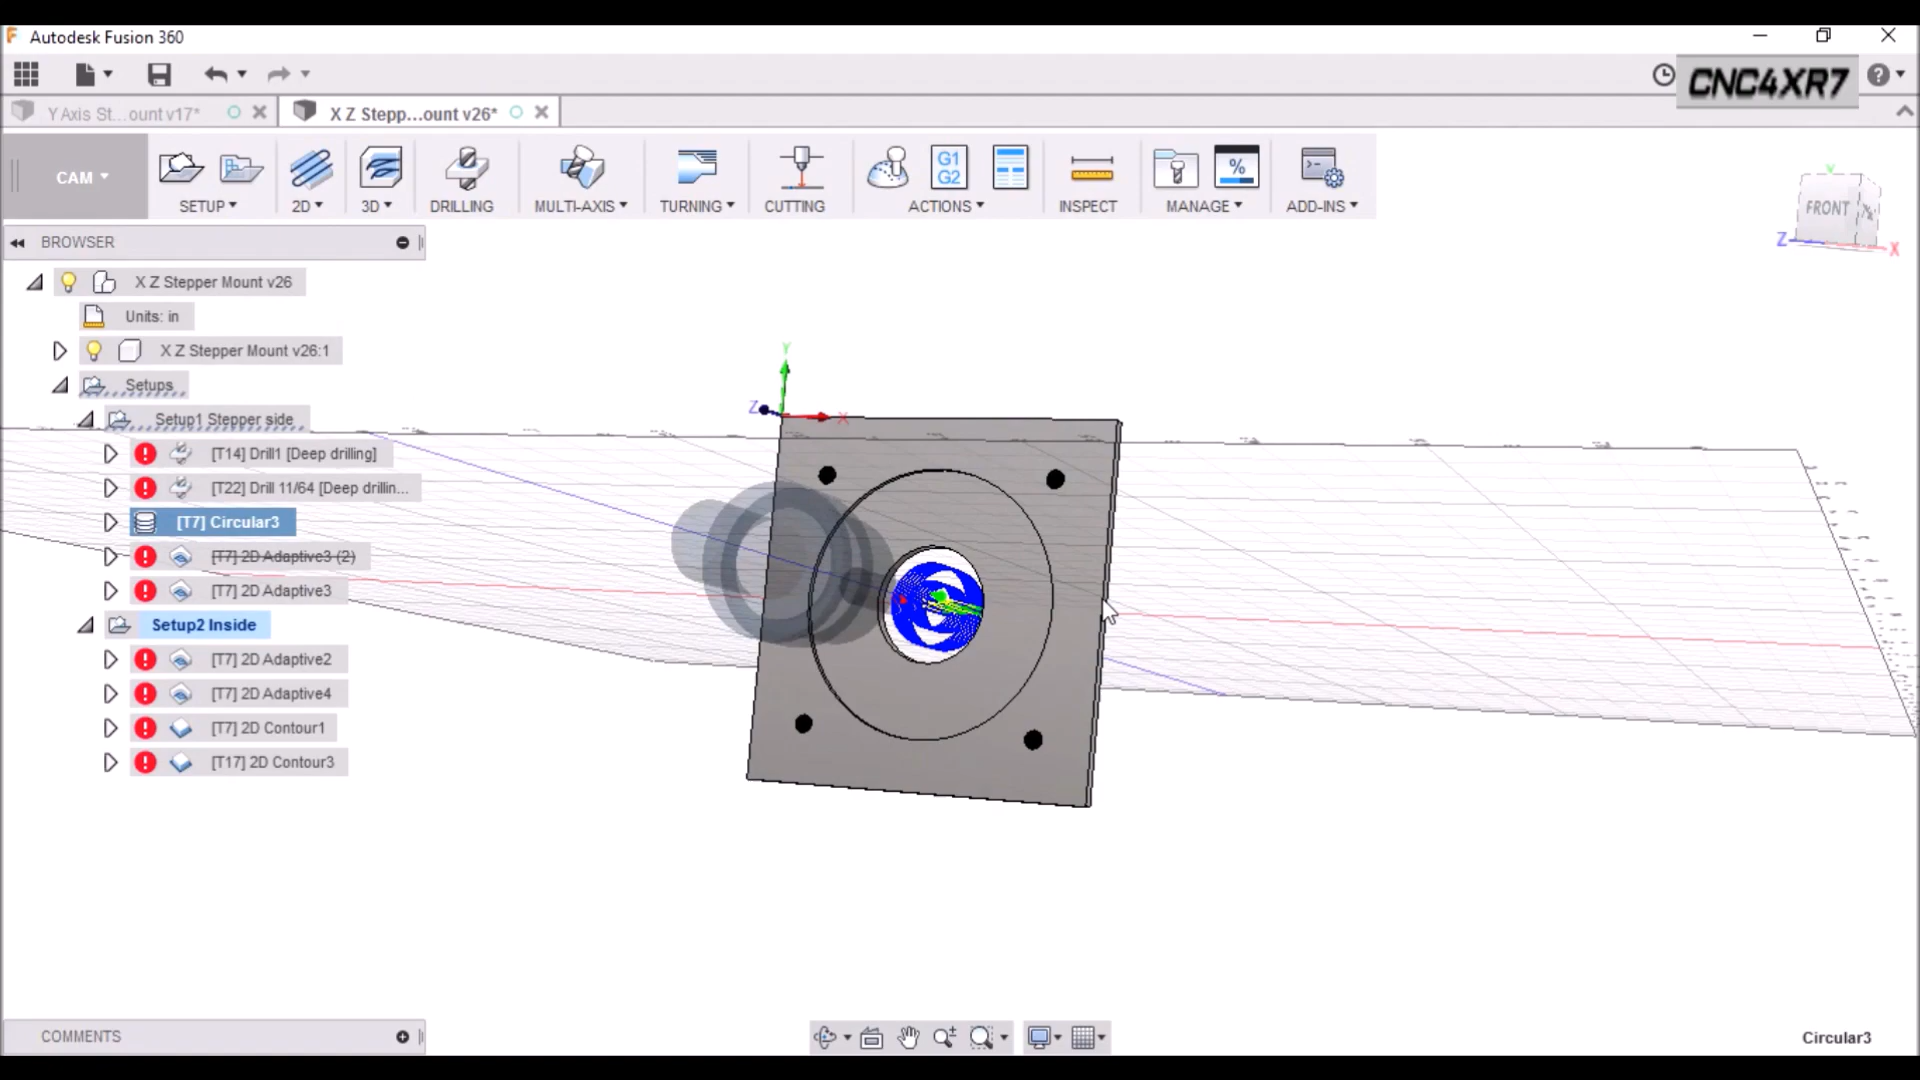 Autodesk Fusion 360
CNC4XR7
Y Axis St...ount v17*
X Z Stepp...ount v26*
CAM
G1
G2
%
SETUP
2D
3D
DRILLING
MULTI-AXIS
TURNING
CUTTING
ACTIONS
INSPECT
MANAGE
ADD-INS
BROWSER
FRONT
Y
Z
X
X Z Stepper Mount v26
Units: in
X Z Stepper Mount v26:1
Setups
Setup1 Stepper side
[T14] Drill1 [Deep drilling]
[T22] Drill 11/64 [Deep drillin...
[T7] Circular3
[T7] 2D Adaptive3 (2)
[T7] 2D Adaptive3
Setup2 Inside
[T7] 2D Adaptive2
[T7] 2D Adaptive4
[T7] 2D Contour1
[T17] 2D Contour3
Y
Z
X
COMMENTS
Circular3